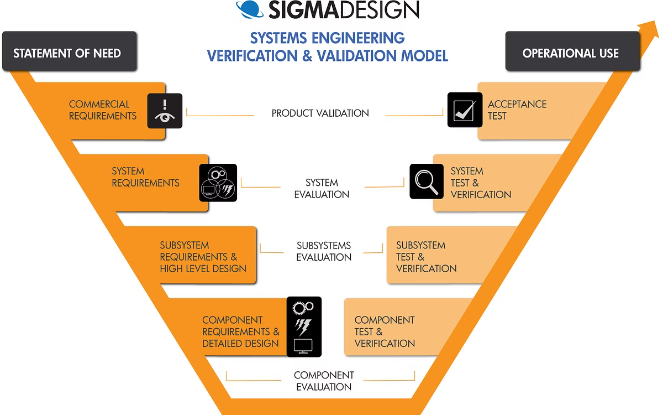 SIGMADESIGN
SYSTEMS ENGINEERING
VERIFICATION & VALIDATION MODEL
STATEMENT OF NEED
OPERATIONAL USE
COMMERCIAL
REQUIREMENTS
PRODUCT VALIDATION
ACCEPTANCE
TEST
SYSTEM
REQUIREMENTS
SYSTEM
EVALUATION
SYSTEM
TEST &
VERIFICATION
SUBSYSTEM
REQUIREMENTS &
HIGH LEVEL DESIGN
SUBSYSTEMS
EVALUATION
SUBSYSTEM
TEST &
VERIFICATION
COMPONENT
REQUIREMENTS &
DETAILED DESIGN
COMPONENT
TEST &
VERIFICATION
COMPONENT
EVALUATION